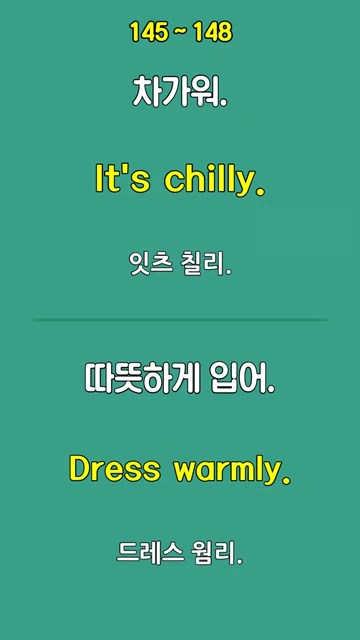 145 ~ 148
차가워.
It's chilly.
잇츠 칠리.
따뜻하게 입어.
Dress warmly.
드레스 웜리.